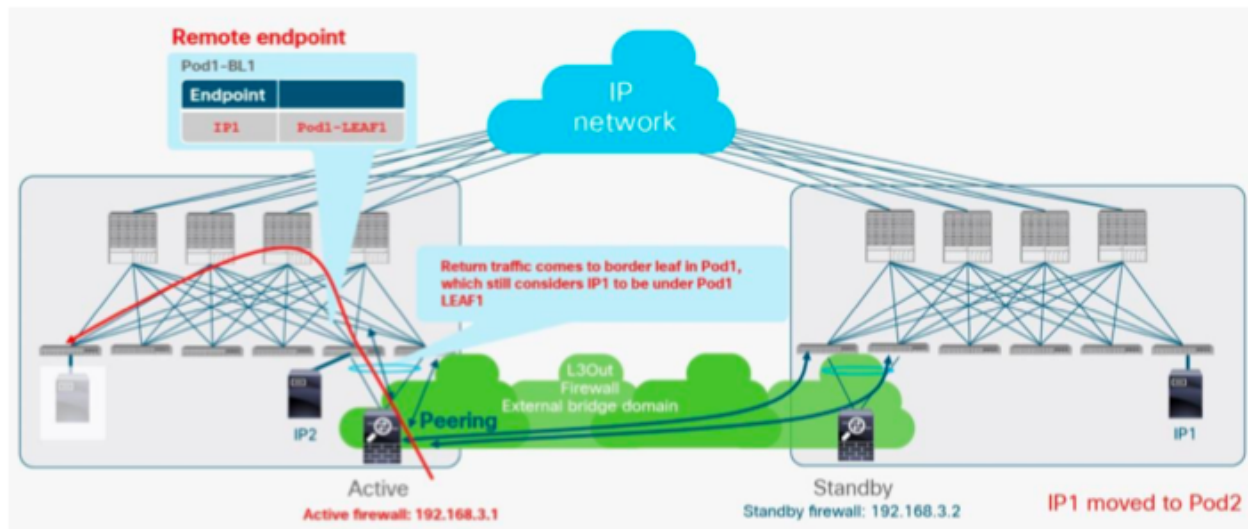 Remote endpoint
Pod1-BL1
Endpoint
IP1 Pod1-LEAF1
IP
network
Return traffic comes to border leaf in Pod1,
which still considers IP1 to be under Pod1
LEAF1
L3Out
Firewall
External bridge domain
Peering
IP2
IP1
Active
Active firewall: 192.168.3.1
Standby
Standby firewall: 192.168.3.2
IP1 moved to Pod2